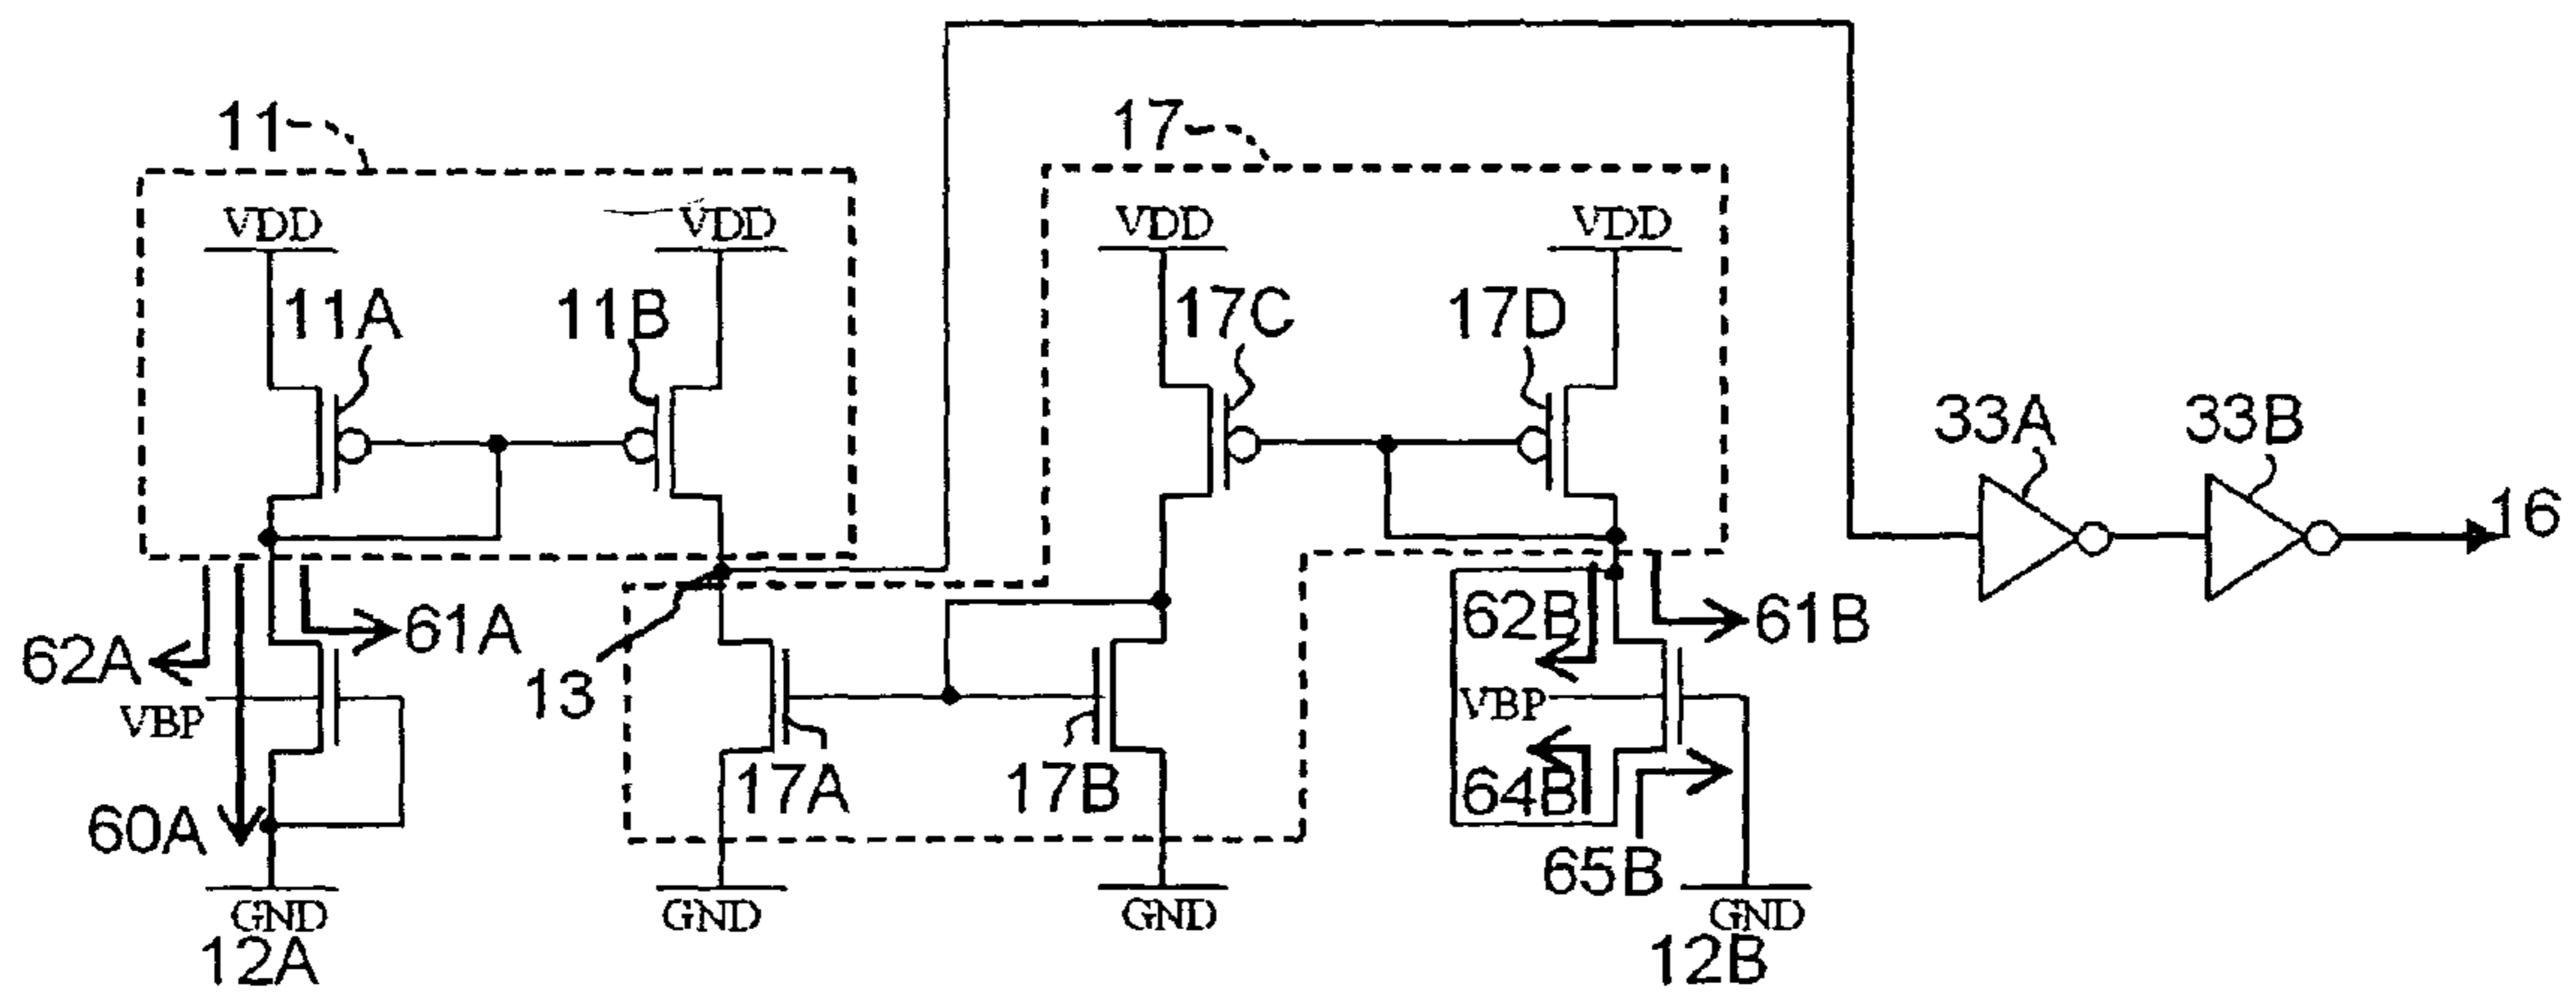 11
17
VDD
VDD
VDD
VDD
11A
11B
17C
17D
33A
33B
16
62A
61A
62B
61B
13
VBP
VBP
60A
17A
17B
64B
65B
GND
GND
GND
GND
12A
12B